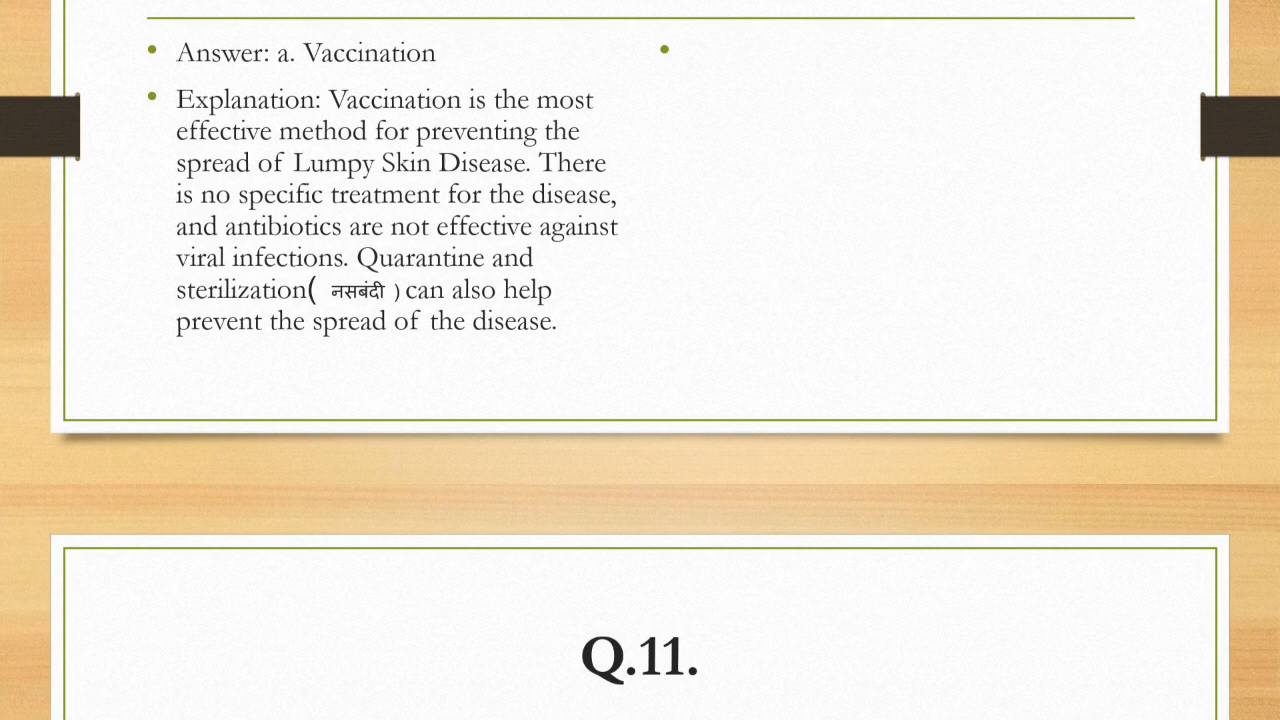 • Answer: a. Vaccination
• Explanation: Vaccination is the most
effective method for preventing the
spread of Lumpy Skin Disease. There
is no specific treatment for the disease,
and antibiotics are not effective against
viral infections. Quarantine and
sterilization( नसबंदी ) can also help
prevent the spread of the disease.
•
Q.11.